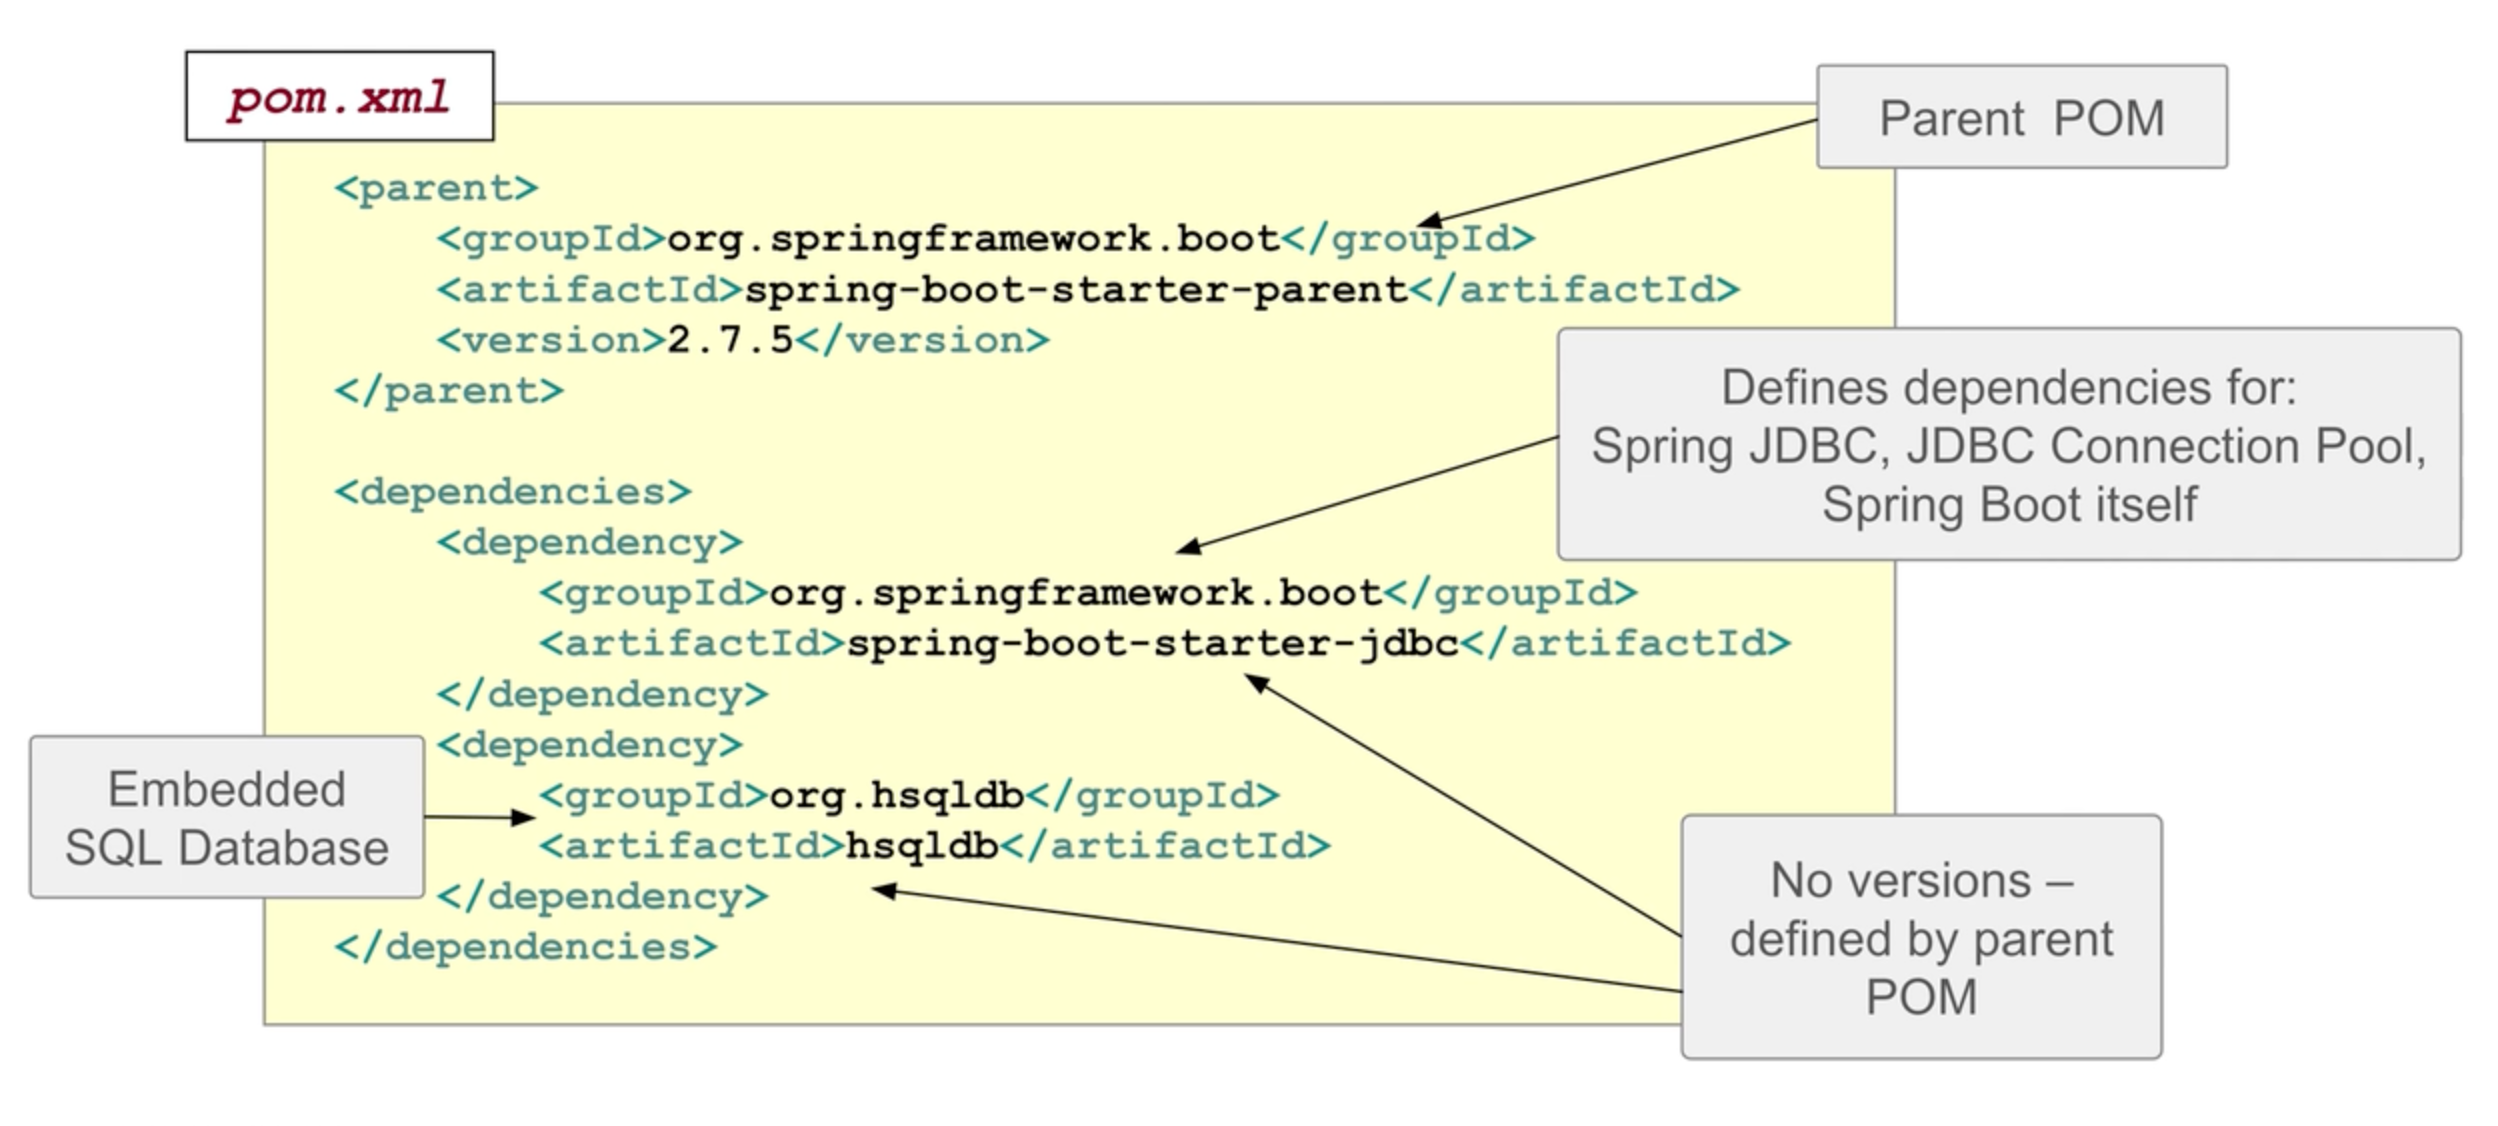 pom.xml
Parent POM
<parent>
<groupId>org.springframework.boot</groupId>
<artifactId>spring-boot-starter-parent</artifactId>
<version>2.7.5</version>
</parent>
Defines dependencies for:
Spring JDBC, JDBC Connection Pool,
Spring Boot itself
<dependencies>
<dependency>
<groupId>org.springframework.boot</groupId>
<artifactId>spring-boot-starter-jdbc</artifactId>
</dependency>
<dependency>
<groupId>org.hsqldb</groupId>
<artifactId>hsqldb</artifactId>
</dependency>
</dependencies>
Embedded
SQL Database
No versions –
defined by parent
POM